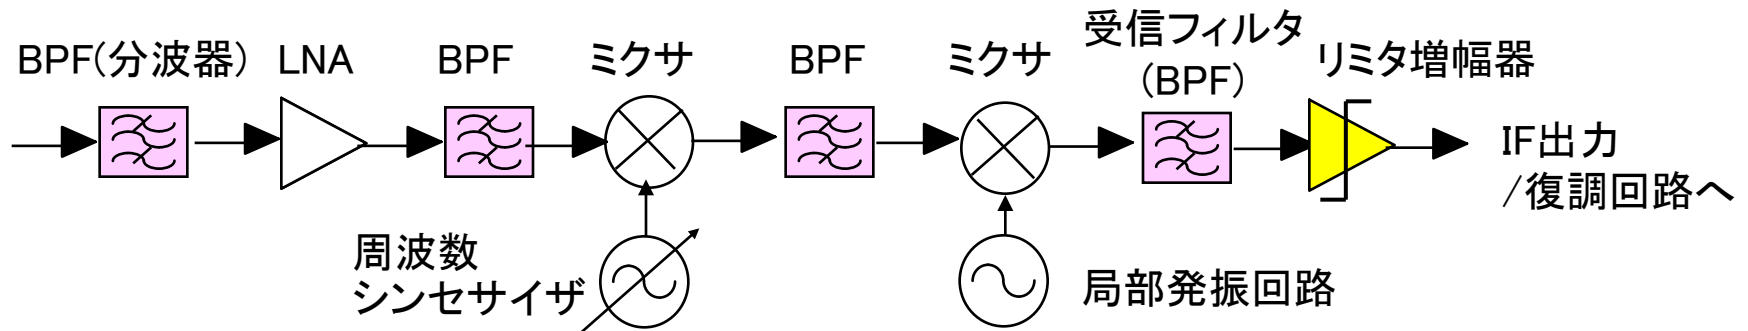 BPF(分波器)
LNA
BPF
ミクサ
BPF
ミクサ
受信フィルタ
(BPF)
リミタ増幅器
IF出力
/復調回路へ
周波数
シンセサイザ
局部発振回路